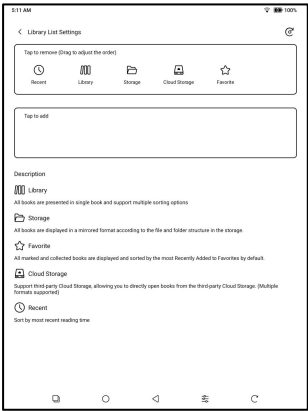 5:11 AM
100%
Library List Settings
Tap to remove (Drag to adjust the order)
Recent
Library
Storage
Cloud Storage
Favorite
Tap to add
Description
Library
All books are presented in single book and support multiple sorting options
Storage
All books are displayed in a mirrored format according to the file and folder structure in the storage.
Favorite
All marked and collected books are displayed and sorted by the most Recently Added to Favorites by default.
Cloud Storage
Support third-party Cloud Storage, allowing you to directly open books from the third-party Cloud Storage. (Multiple
formats supported)
Recent
Sort by most recent reading time